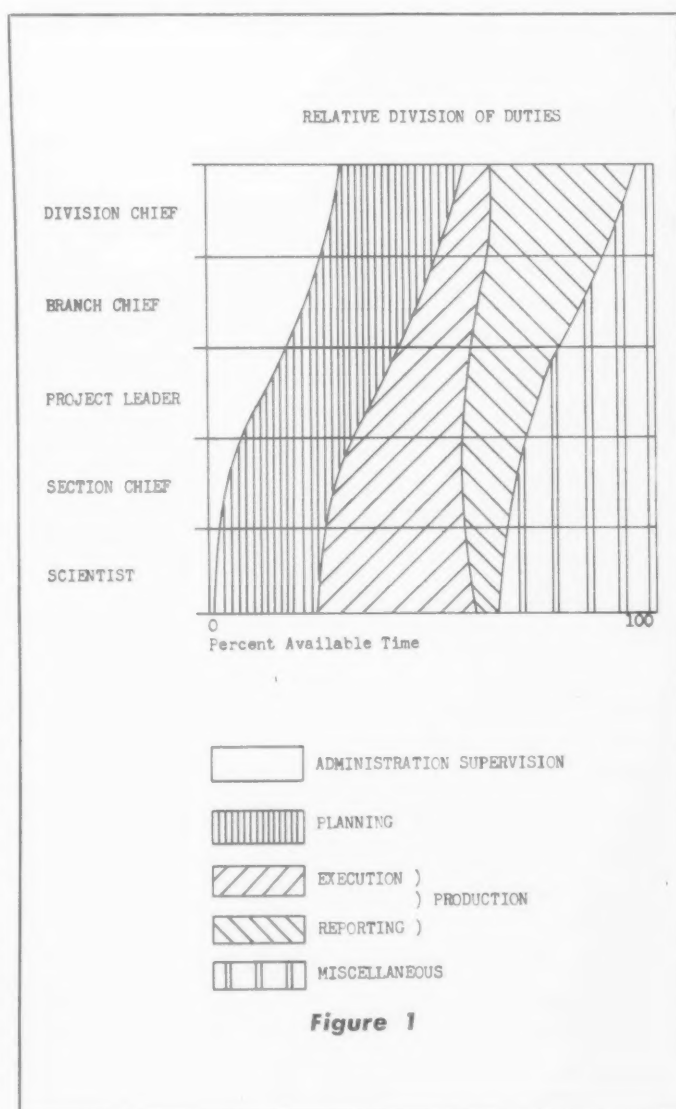 RELATIVE DIVISION OF DUTIES
DIVISION CHIEF
BRANCH CHIEF
PROJECT LEADER
SECTION CHIEF
SCIENTIST
0 100
Percent Available Time
ADMINISTRATION SUPERVISION
PLANNING
EXECUTION )
) PRODUCTION
REPORTING )
MISCELLANEOUS
Figure 1